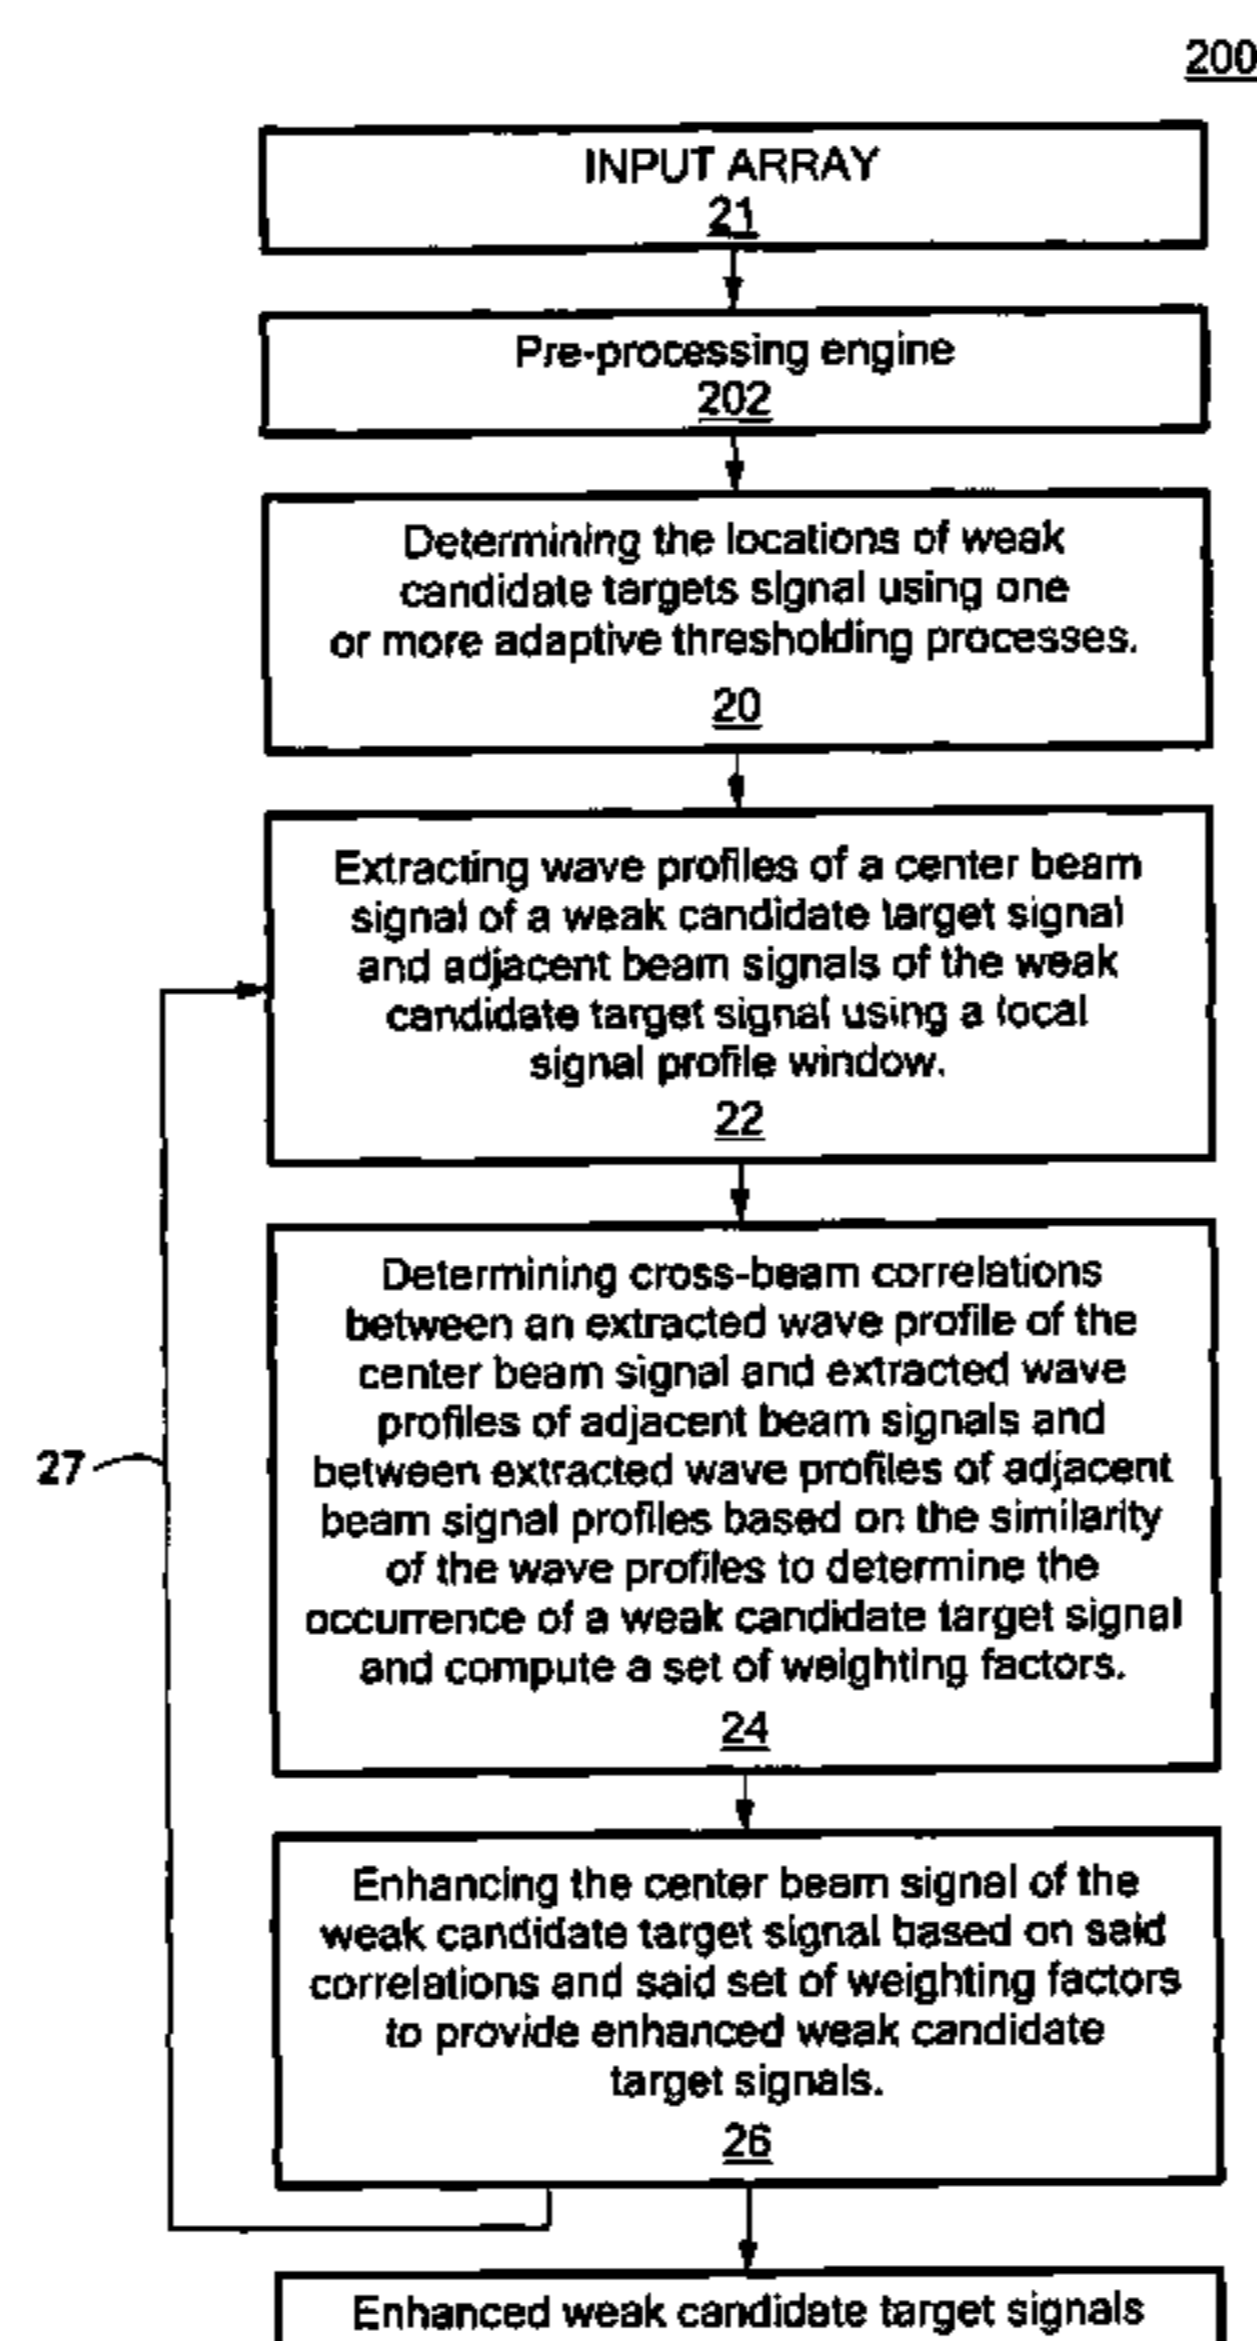 200
INPUT ARRAY
21
Pre-processing engine
202
Determining the locations of weak
candidate targets signal using one
or more adaptive thresholding processes.
20
Extracting wave profiles of a center beam
signal of a weak candidate target signal
and adjacent beam signals of the weak
candidate target signal using a local
signal profile window.
22
Determining cross-beam correlations
between an extracted wave profile of the
center beam signal and extracted wave
profiles of adjacent beam signals and
between extracted wave profiles of adjacent
beam signal profiles based on the similarity
of the wave profiles to determine the
occurrence of a weak candidate target signal
and compute a set of weighting factors.
24
27
Enhancing the center beam signal of the
weak candidate target signal based on said
correlations and said set of weighting factors
to provide enhanced weak candidate
target signals.
26
Enhanced weak candidate target signals